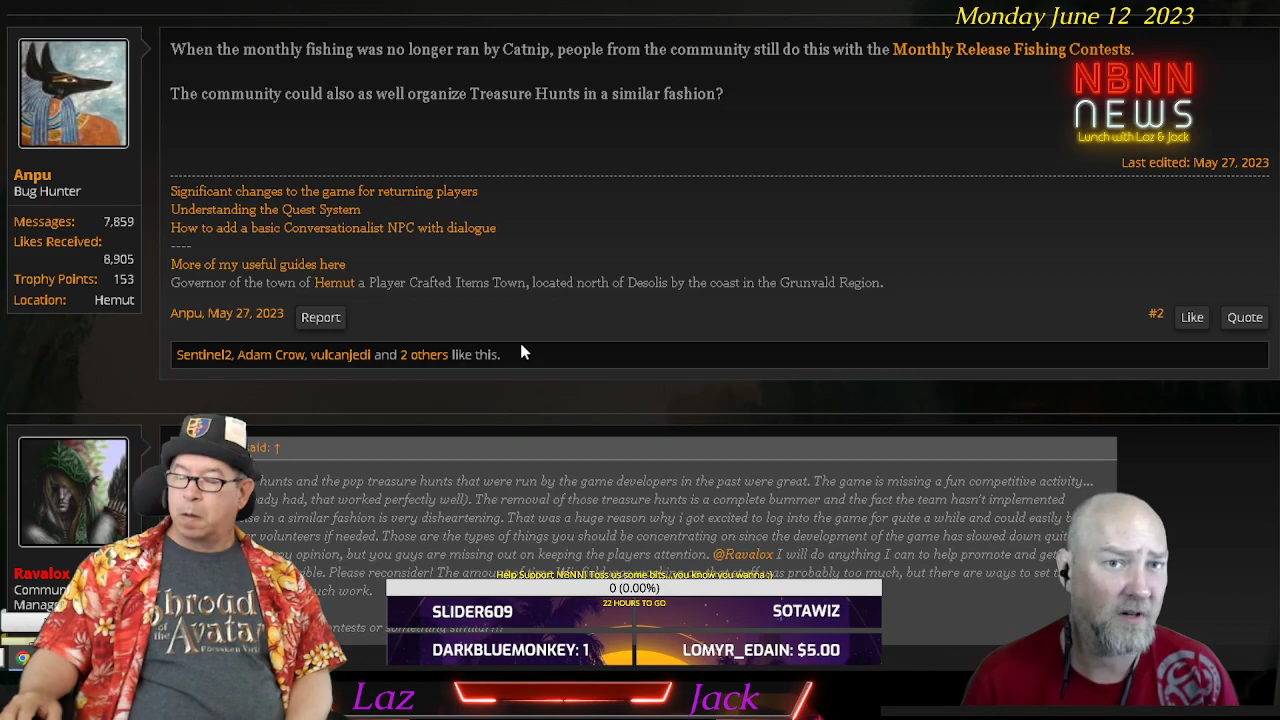 Monday June 12 2023
When the monthly fishing was no longer ran by Catnip, people from the community still do this with the Monthly Release Fishing Contests.
NBNN
NEWS
Lunch with Laz & Jack
The community could also as well organize Treasure Hunts in a similar fashion?
Last edited: May 27, 2023
Anpu
Bug Hunter
Messages: 7,859
Likes Received:
8,905
Trophy Points: 153
Location: Hemut
Significant changes to the game for returning players
Understanding the Quest System
How to add a basic Conversationalist NPC with dialogue
----
More of my useful guides here
Governor of the town of Hemut a Player Crafted Items Town, located north of Desolis by the coast in the Grunvald Region.
Anpu, May 27, 2023 Report #2 Like Quote
Sentinel2, Adam Crow, vulcanjedi and 2 others like this.
said: ↑
hunts and the pvp treasure hunts that were run by the game developers in the past were great. The game is missing a fun competitive activity...
had, that worked perfectly well). The removal of those treasure hunts is a complete bummer and the fact the team hasn't implemented
in a similar fashion is very disheartening. That was a huge reason why i got excited to log into the game for quite a while and could easily
volunteers if needed. Those are the types of things you should be concentrating on since the development of the game has slowed down
opinion, but you guys are missing out on keeping the players attention. @Ravalox I will do anything I can to help promote and
Please reconsider! The was probably too much, but there are ways to
work.
or something similar!!!
Ravalox
Manag
Shroud
of the
Avatar
Forsaken
Help Support NBNN! Toss us some bits...you know you wanna :)
0 (0.00%)
22 HOURS TO GO
SLIDER609 SOTAWIZ
DARKBLUEMONKEY: 1 LOMYR_EDAIN: $5.00
Laz Jack